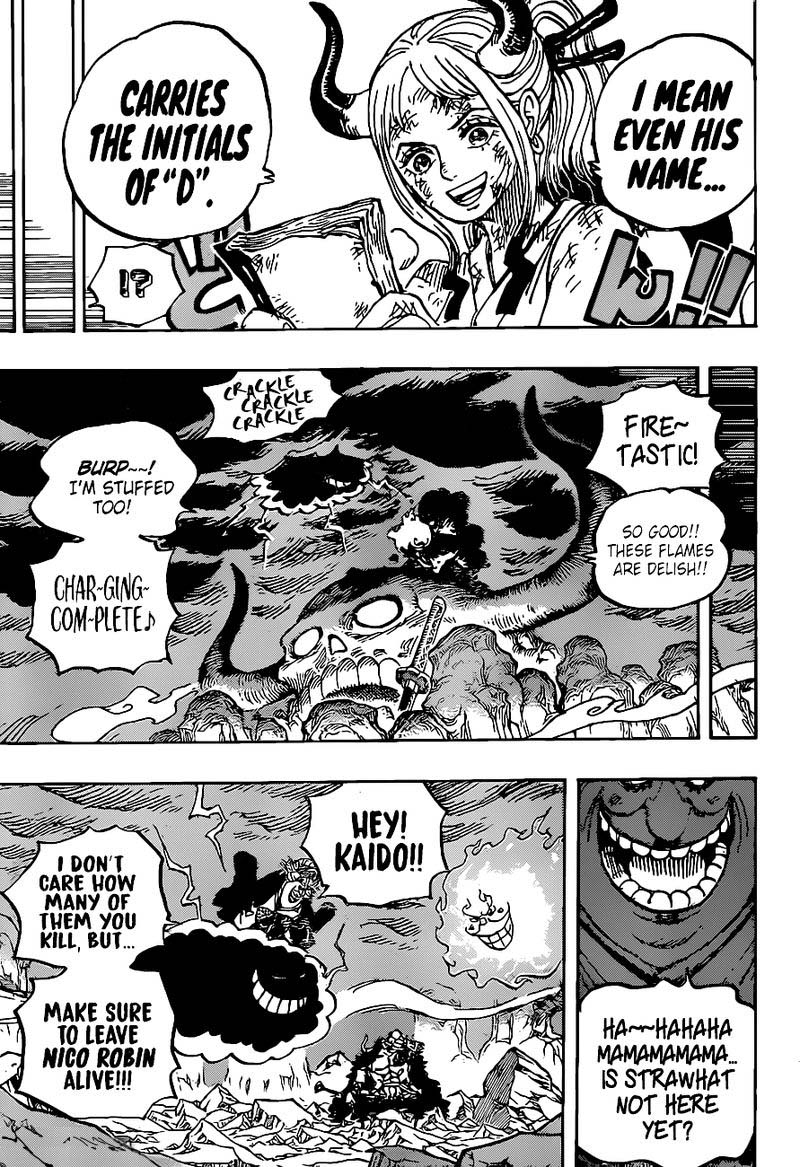 I MEAN
EVEN HIS
NAME...
CARRIES
THE INITIALS
OF "D".
!?
ん!!
ど
FIRE~
TASTIC!
SO GOOD!!
THESE FLAMES
ARE DELISH!!
CRACKLE
CRACKLE
CRACKLE
BURP~~!
I'M STUFFED
TOO!
CHAR~GING~
COM~PLETE♪
HA~~HAHAHA
MAMAMAMAMA...
IS STRAWHAT
NOT HERE
YET?
HEY!
KAIDO!!
I DON'T
CARE HOW
MANY OF
THEM YOU
KILL, BUT...
MAKE SURE
TO LEAVE
NICO ROBIN
ALIVE!!!